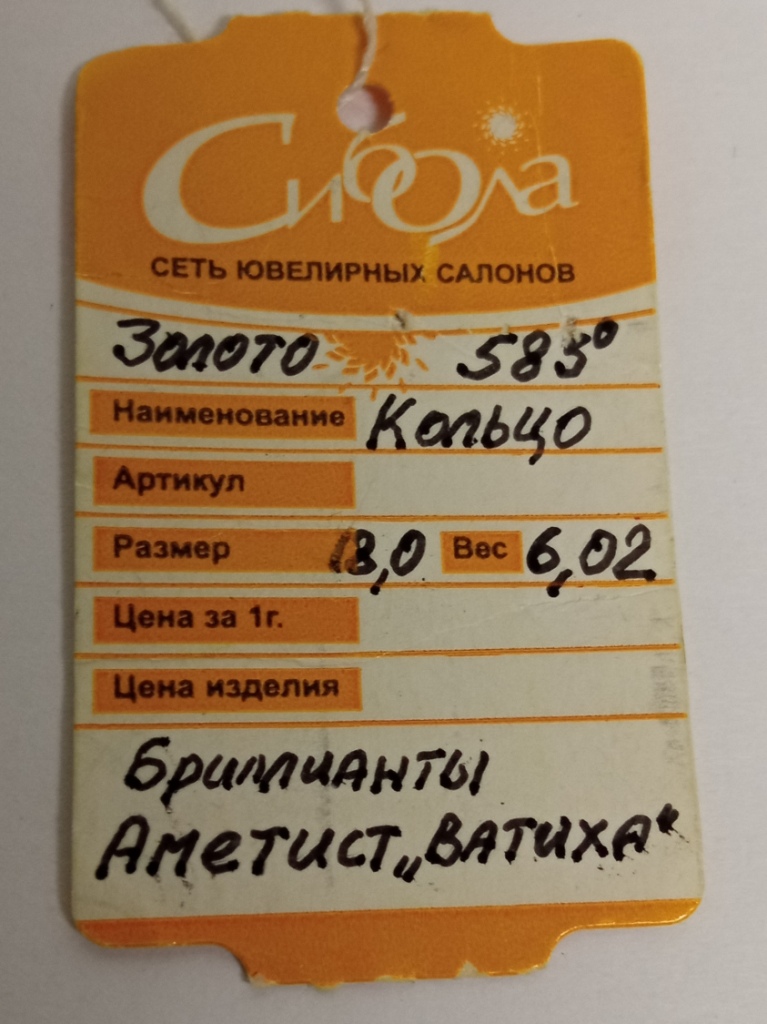 Сибола
СЕТЬ ЮВЕЛИРНЫХ САЛОНОВ
Золото 585°
Наименование Кольцо
Артикул
Размер 18,0 Вес 6,02
Цена за 1г.
Цена изделия
Бриллианты
Аметист „ВАТИХА“